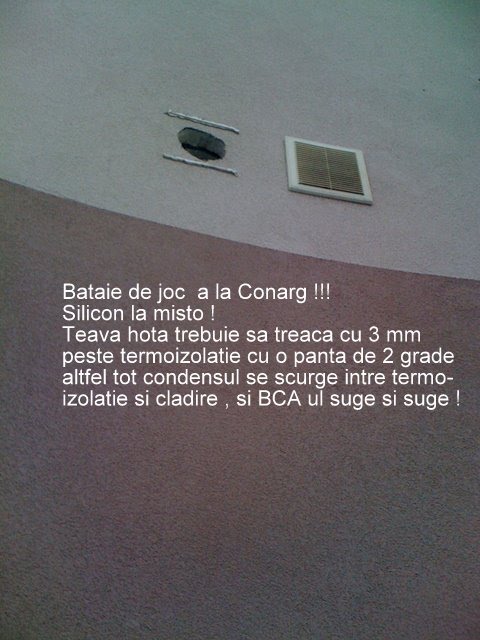 Bataie de joc  a la Conarg !!!
Silicon la misto !
Teava hota trebuie sa treaca cu 3 mm
peste termoizolatie cu o panta de 2 grade
altfel tot condensul se scurge intre termo-
izolatie si cladire , si BCA ul suge si suge !